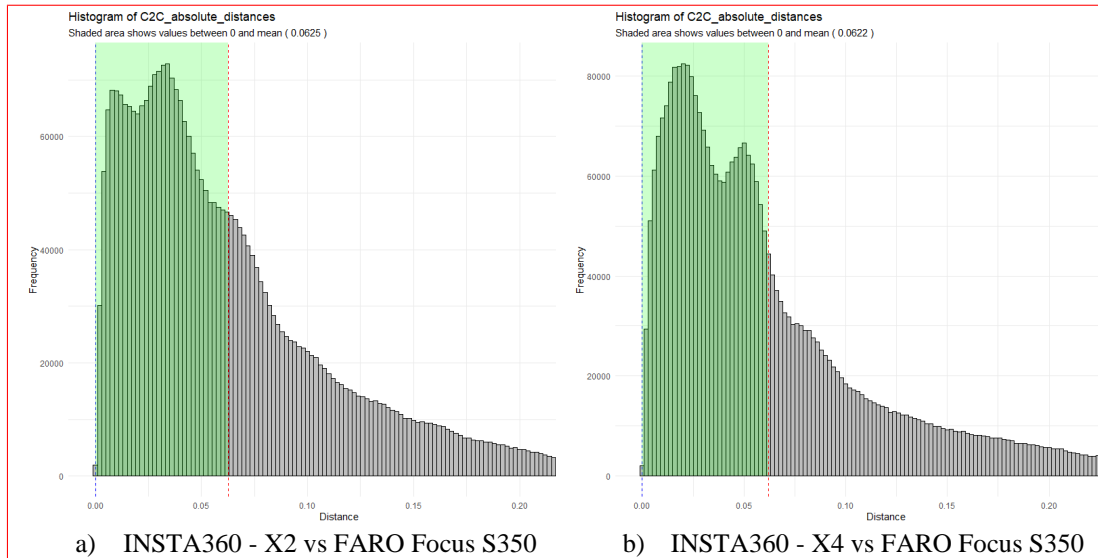 Histogram of C2C_absolute_distances
Shaded area shows values between 0 and mean ( 0.0625 )
Frequency
60000
40000
20000
0
0.00 0.05 0.10 0.15 0.20
Distance
a) INSTA360 - X2 vs FARO Focus S350
Histogram of C2C_absolute_distances
Shaded area shows values between 0 and mean ( 0.0622 )
Frequency
80000
60000
40000
20000
0
0.00 0.05 0.10 0.15 0.20
Distance
b) INSTA360 - X4 vs FARO Focus S350